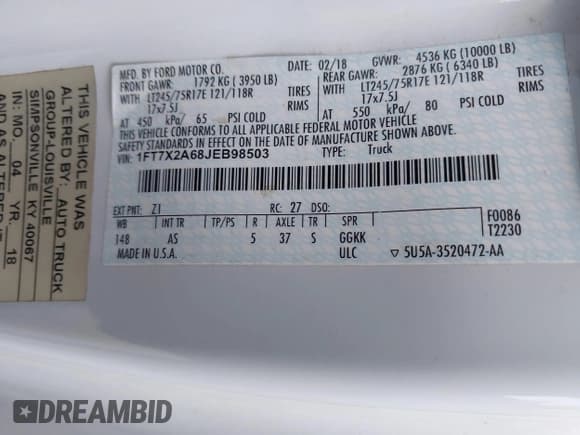 MFD. BY FORD MOTOR CO.
02/18 GVWR: 4536 KG (10000 LB)
FRONT GAWR: 1792 KG ( 3950 LB) REAR GAWR: 2876 KG ( 6340 LB)
WITH LT245/75R17E 121/118R TIRES WITH LT245/75R17E 121/118R TIRES
17x7.5J RIMS 17x7.5J RIMS
AT 450 kPa/ 65 PSI COLD AT 550 kPa/ 80 PSI COLD
THIS VEHICLE CONFORMS TO ALL APPLICABLE FEDERAL MOTOR VEHICLE
SAFETY STANDARDS IN EFFECT ON THE DATE OF MANUFACTURE SHOWN ABOVE.
VIN: 1FT7X2A68JEB98503 TYPE: Truck
EXT PNT: Z1 RC: 27 DSO:
WB INT TR TP/PS R AXLE TR SPR
148 AS 5 37 S GGKK
F0086
T2230
MADE IN U.S.A. ULC ▽ 5U5A-3520472-AA
THIS VEHICLE WAS
ALTERED BY: AUTO TRUCK
GROUP-LOUISVILLE
SIMPSONVILLE KY 40067
IN: MO. 04 YR. 18
AND AS ALTERED IT
DREAMBID